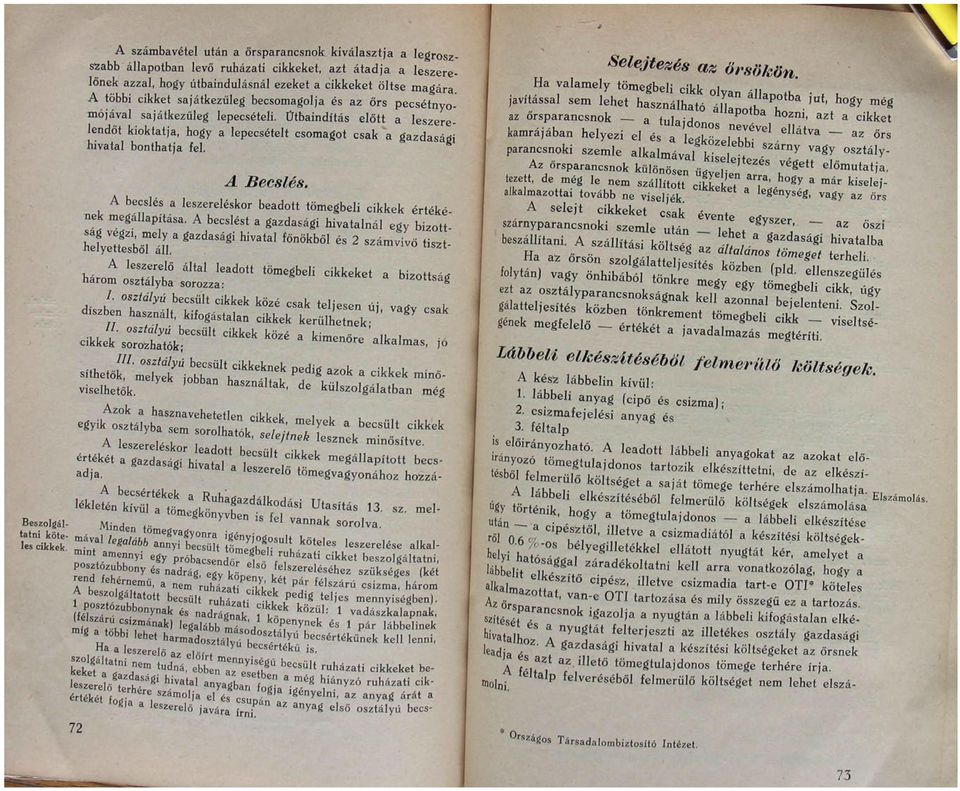 A számbavétel után a őrsparancsnok kiválasztja a legrosz-
szabb állapotban levő ruházati cikkeket, azt átadja a leszere-
lőnek azzal, hogy útbaindulásnál ezeket a cikkeket öltse magára.
A többi cikket sajátkezüleg becsomagolja és az őrs pecsétnyo-
mójával sajátkezűleg lepecsételi. Útbaindítás előtt a leszere-
lendőt kioktatja, hogy a lepecsételt csomagot csak a gazdasági
hivatal bonthatja fel.
A Becslés.
A becslés a leszereléskor beadott tömegbeli cikkek értéké-
nek megállapítása. A becslést a gazdasági hivatalnál egy bizott-
ság végzi, mely a gazdasági hivatal főnökből és 2 számvivő tiszt-
helyettesből áll.
A leszerelő által leadott tömegbeli cikkeket a bizottság
három osztályba sorozza:
I. osztályú becsült cikkek közé csak teljesen új, vagy csak
díszben használt, kifogástalan cikkek kerülhetnek;
II. osztályú becsült cikkek közé a kimenőre alkalmas, jó
cikkek sorozhatók;
III. osztályú becsült cikkeknek pedig azok a cikkek minő-
síthetők, melyek jobban használtak, de külszolgálatban még
viselhetők.
Azok a hasznavehetetlen cikkek, melyek a becsült cikkek
egyik osztályba sem sorolhatók, selejtnek lesznek minősítve.
A leszereléskor leadott becsült cikkek megállapított becs-
értékét a gazdasági hivatal a leszerelő tömegvagyonához hozzá-
adja.
A becsértékek a Ruhagazdálkodási Utasítás 13. sz. mel-
lékletén kívül a tömegkönyvben is fel vannak sorolva.
Beszolgál-
tatni köte-
les cikkek.
Minden tömegvagyonra igényjogosult köteles leszerelése alkal-
mával legalább annyi becsült tömegbeli ruházati cikket beszolgáltatni,
mint amennyi egy próbacsendőr első felszereléséhez szükséges (két
posztózubbony és nadrág, egy köpeny, két pár félszárú csizma, három
rend fehérnemű, a nem ruházati cikkek pedig teljes mennyiségben).
A beszolgáltatott becsült ruházati cikkek közül: 1 vadászkalapnak,
1 posztózubbonynak és nadrágnak, 1 köpenynek és 1 pár lábbelinek
(félszárú csizmának) legalább másodosztályú becsértékűnek kell lenni,
míg a többi lehet harmadosztályú becsértékű is.
Ha a leszerelő az előírt mennyiségű becsült ruházati cikkeket be-
szolgáltatni nem tudná, ebben az esetben a még hiányzó ruházati cik-
keket a gazdasági hivatal anyagban fogja igényelni, az anyag árát a
leszerelő terhére számolja el és csupán az anyag első osztályú becs-
értékét fogja a leszerelő javára írni.
72
Selejtezés az őrsökön.
Ha valamely tömegbeli cikk olyan állapotba jut, hogy még
javítással sem lehet használható állapotba hozni, azt a cikket
az őrsparancsnok — a tulajdonos nevével ellátva — az őrs
kamrájában helyezi el és a legközelebbi szárny vagy osztály-
parancsnoki szemle alkalmával kiselejtezés végett előmutatja.
Az őrsparancsnok különösen ügyeljen arra, hogy a már kiselej-
tezett, de még le nem szállított cikkeket a legénység, vagy az őrs
alkalmazottai tovább ne viseljék.
A selejt cikkeket csak évente egyszer, — az öszi
szárnyparancsnoki szemle után — lehet a gazdasági hivatalba
beszállítani. A szállítási költség az általános tömeget terheli.
Ha az őrsön szolgálatteljesítés közben (pld. ellenszegülés
folytán) vagy önhibából tönkre megy egy tömegbeli cikk, úgy
ezt az osztályparancsnokságnak kell azonnal bejelenteni. Szol-
gálatteljesítés közben tönkrement tömegbeli cikk — viseltsé-
gének megfelelő — értékét a javadalmazás megtéríti.
Lábbeli elkészítéséből felmerülő költségek.
A kész lábbelin kívül:
1. lábbeli anyag (cipő és csizma);
2. csizmafejelési anyag és
3. féltalp
is előirányozható. A leadott lábbeli anyagokat az azokat elő-
irányozó tömegtulajdonos tartozik elkészíttetni, de az elkészí-
tésből felmerülő költséget a saját tömege terhére elszámolhatja.
Elszámolás.
A lábbeli elkészítéséből felmerülő költségek elszámolása
úgy történik, hogy a tömegtulajdonos — a lábbeli elkészítése
után — a cipésztől, illetve a csizmadiától a készítési költségek-
ről 0.6 %-os bélyegilletékkel ellátott nyugtát kér, amelyet a
helyi hatósággal záradékoltatni kell arra vonatkozólag, hogy a
lábbelit elkészítő cipész, illetve csizmadia tart-e OTI* köteles
alkalmazottat, van-e OTI tartozása és mily összegü ez a tartozás.
Az őrsparancsnok igazolja a nyugtán a lábbeli kifogástalan elké-
szítését és a nyugtát felterjeszti az illetékes osztály gazdasági
hivatalhoz. A gazdasági hivatal a készítési költségeket az őrsnek
leadja és azt az illető tömegtulajdonos tömege terhére írja.
A féltalp felveréséből felmerülő költséget nem lehet elszá-
molni.
* Országos Társadalombiztosító Intézet.
73